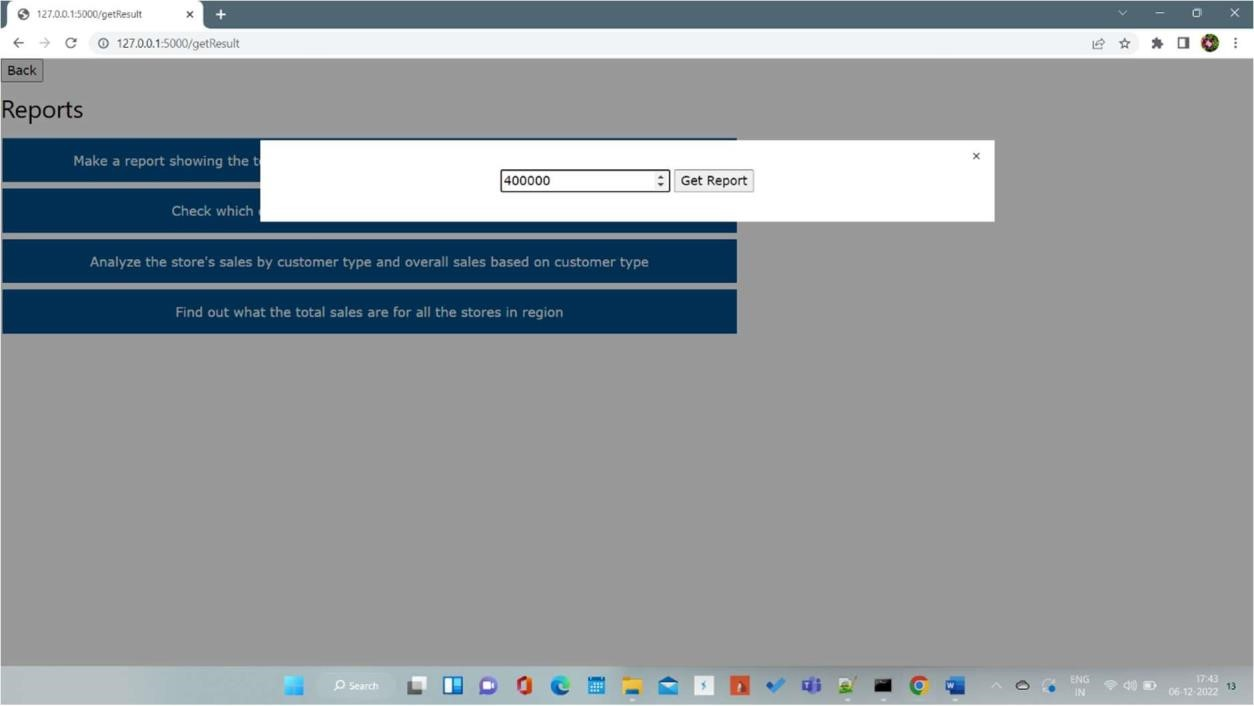 127.0.0.1:5000/getResult
127.0.0.1:5000/getResult
Back
Reports
Make a report showing the t
400000
Get Report
Check which
Analyze the store's sales by customer type and overall sales based on customer type
Find out what the total sales are for all the stores in region
Search
ENG
IN
17:43
06-12-2022
13